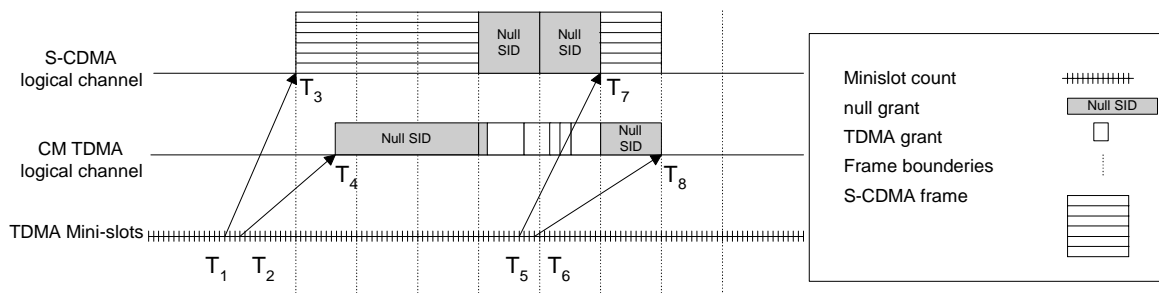 Null
SID
Null
SID
S-CDMA
logical channel
T3
T7
Null SID
Null
SID
CM TDMA
logical channel
T4
T8
TDMA Mini-slots
T1
T2
T5
T6
Minislot count
null grant
Null SID
TDMA grant
Frame bounderies
S-CDMA frame